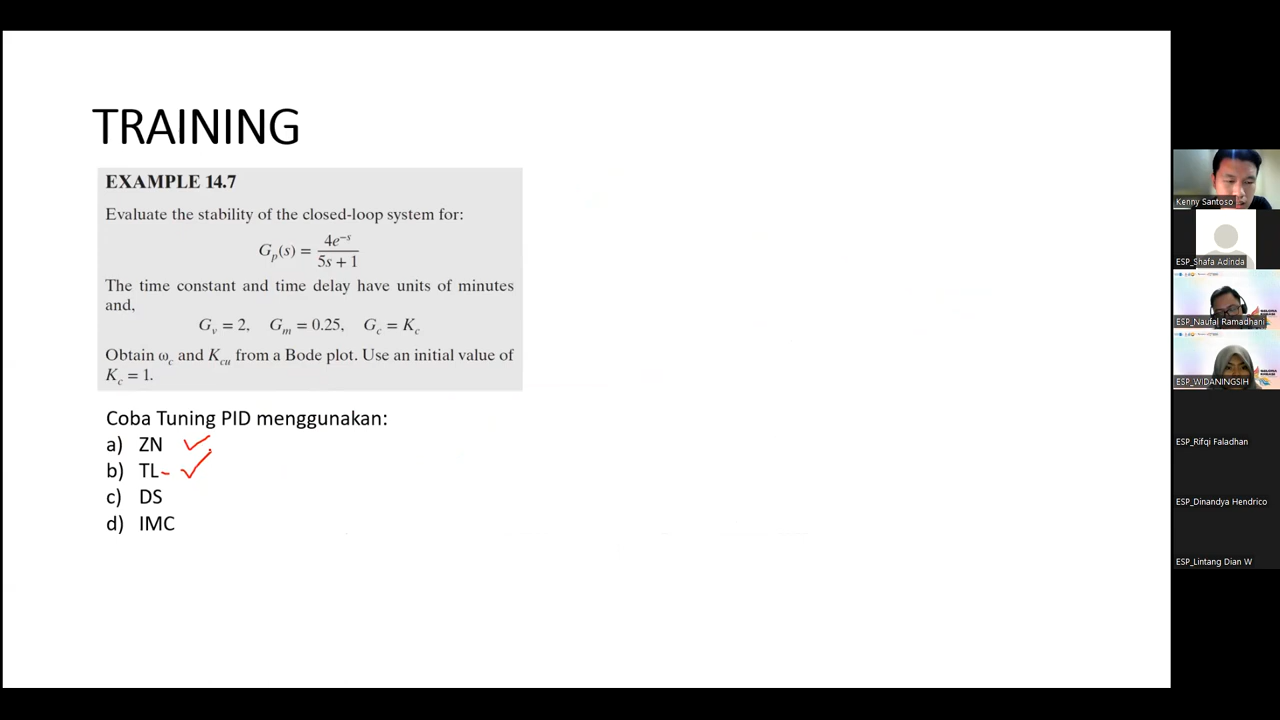 TRAINING
EXAMPLE 14.7
Evaluate the stability of the closed-loop system for:
Gₚ(s) = 4e⁻ˢ / 5s + 1
The time constant and time delay have units of minutes
and,
Gᵥ = 2, Gₘ = 0.25, G_c = K_c
Obtain ω_c and K_cu from a Bode plot. Use an initial value of
K_c = 1.
Coba Tuning PID menggunakan:
a) ZN
b) TL
c) DS
d) IMC
Kenny Santoso
ESP_Shafa Adinda
ESP_Naufal Ramadhani
ESP_WIDANINGSIH
ESP_Rifqi Faladhan
ESP_Dinandya Hendrico
ESP_Lintang Dian W